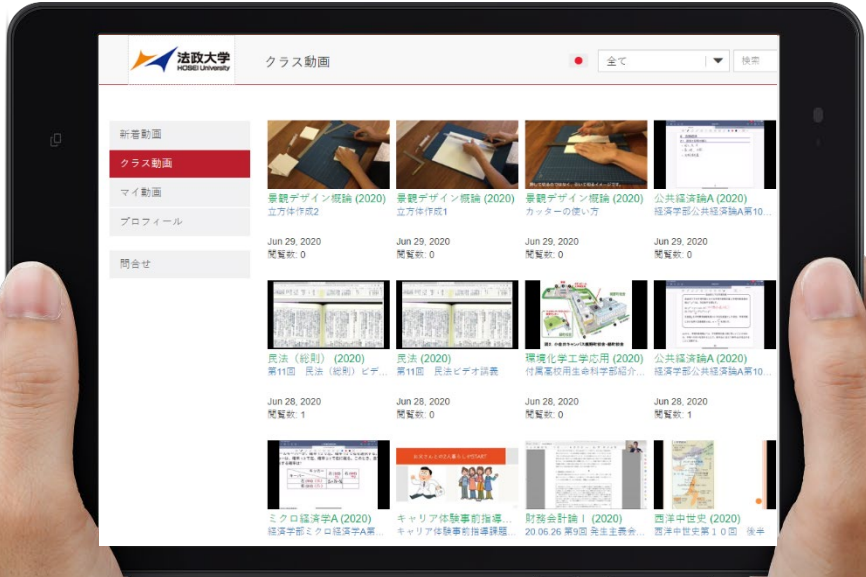 法政大学
HOSEI University
クラス動画
全て
検索
新着動画
クラス動画
マイ動画
プロフィール
問合せ
景観デザイン概論 (2020)
立方体作成2
Jun 29, 2020
閲覧数: 0
景観デザイン概論 (2020)
立方体作成1
Jun 29, 2020
閲覧数: 0
景観デザイン概論 (2020)
カッターの使い方
Jun 29, 2020
閲覧数: 0
公共経済論A (2020)
経済学部公共経済論A第10...
Jun 29, 2020
閲覧数: 0
民法（総則） (2020)
第11回　民法（総則）ビデ...
Jun 28, 2020
閲覧数: 1
民法 (2020)
第11回　民法ビデオ講義
Jun 28, 2020
閲覧数: 0
環境化学工学応用 (2020)
付属高校用生命科学部紹介...
Jun 28, 2020
閲覧数: 0
公共経済論A (2020)
経済学部公共経済論A第10...
Jun 28, 2020
閲覧数: 1
ミクロ経済学A (2020)
経済学部ミクロ経済学A第...
キャリア体験事前指導...
キャリア体験事前指導課題...
財務会計論Ⅰ (2020)
20.06.26 第9回 発生主義会...
西洋中世史 (2020)
西洋中世史第１０回　後半